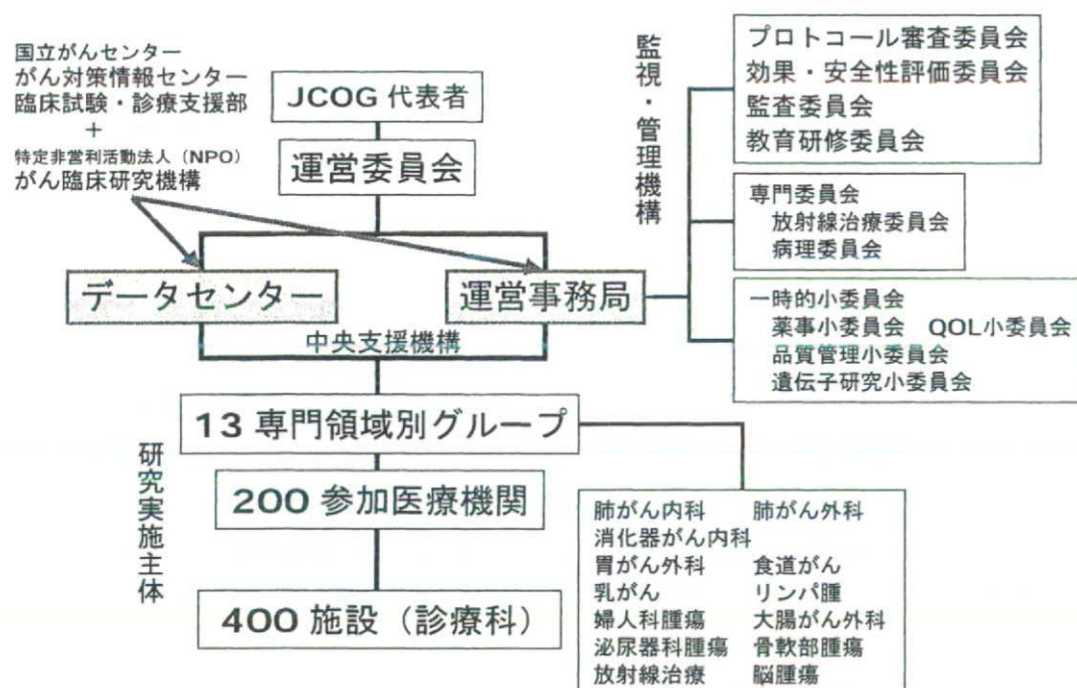 国立がんセンター
がん対策情報センター
臨床試験・診療支援部
+
特定非営利活動法人（NPO）
がん臨床研究機構
JCOG 代表者
運営委員会
データセンター
運営事務局
中央支援機構
監視・管理機構
プロトコール審査委員会
効果・安全性評価委員会
監査委員会
教育研修委員会
専門委員会
放射線治療委員会
病理委員会
一時的小委員会
薬事小委員会　QOL小委員会
品質管理小委員会
遺伝子研究小委員会
研究実施主体
13 専門領域別グループ
200 参加医療機関
400 施設（診療科）
肺がん内科　肺がん外科
消化器がん内科
胃がん外科　食道がん
乳がん　リンパ腫
婦人科腫瘍　大腸がん外科
泌尿器科腫瘍　骨軟部腫瘍
放射線治療　脳腫瘍